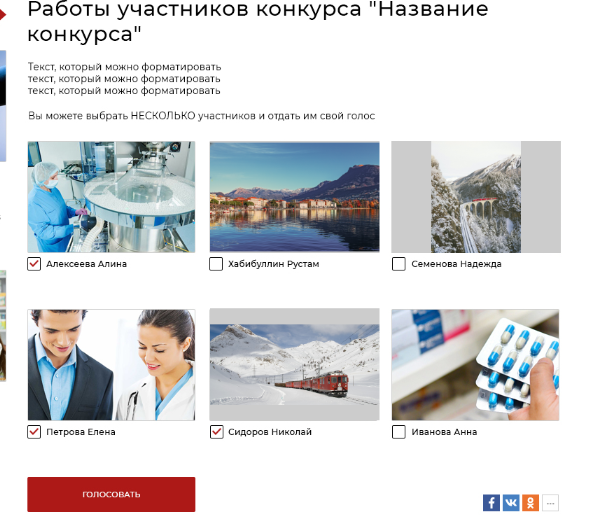 Работы участников конкурса "Название
конкурса"
Текст, который можно форматировать
текст, который можно форматировать
текст, который можно форматировать
Вы можете выбрать НЕСКОЛЬКО участников и отдать им свой голос
Алексеева Алина
Хабибуллин Рустам
Семенова Надежда
Петрова Елена
Сидоров Николай
Иванова Анна
ГОЛОСОВАТЬ